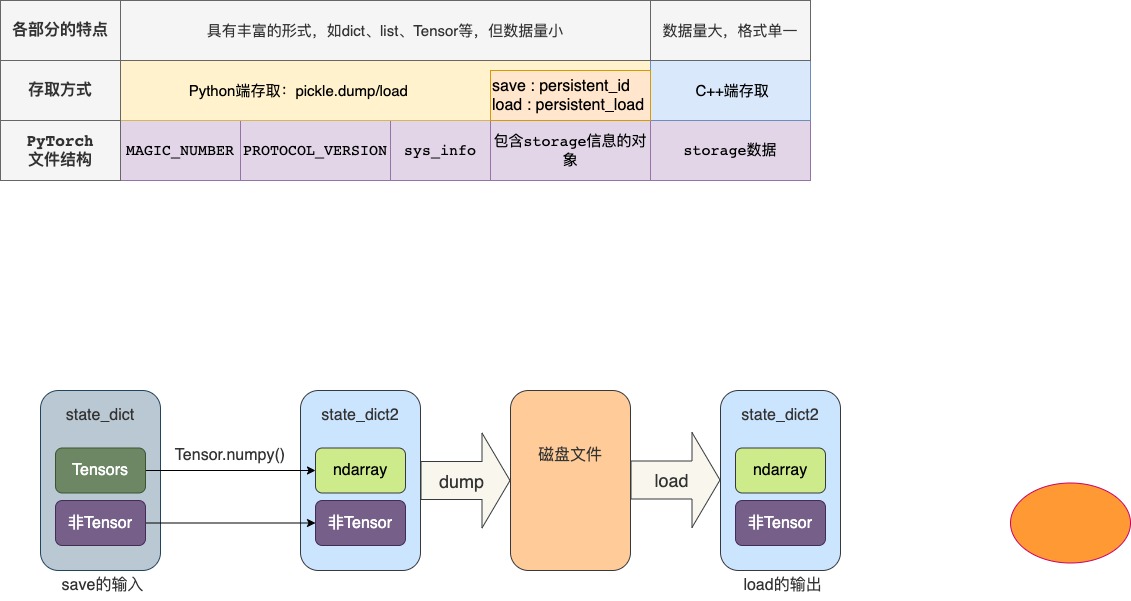 各部分的特点
具有丰富的形式，如dict、list、Tensor等，但数据量小
数据量大，格式单一
存取方式
Python端存取：pickle.dump/load
save : persistent_id
load : persistent_load
C++端存取
PyTorch
文件结构
MAGIC_NUMBER
PROTOCOL_VERSION
sys_info
包含storage信息的对
象
storage数据
state_dict
state_dict2
磁盘文件
state_dict2
Tensors
Tensor.numpy()
ndarray
dump
load
ndarray
非Tensor
非Tensor
非Tensor
save的输入
load的输出